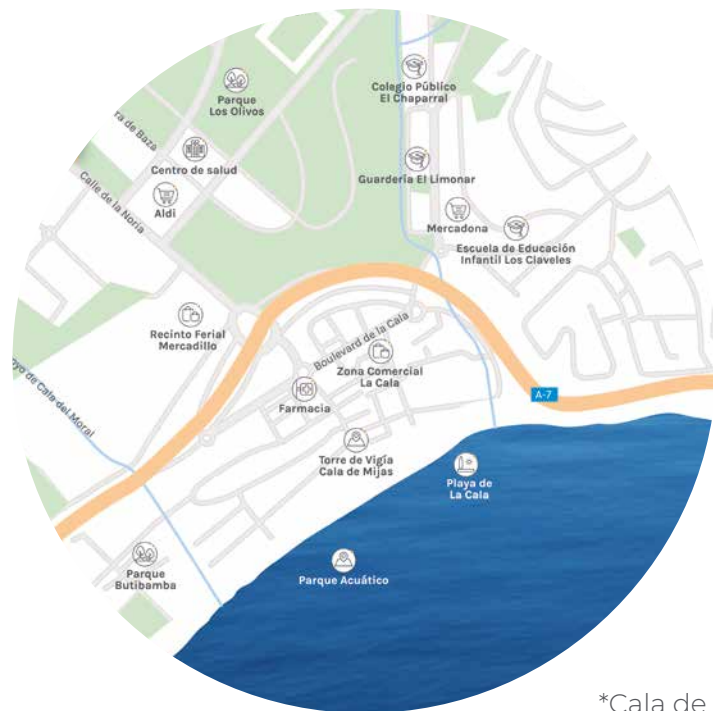 Parque
Los Olivos
Colegio Público
El Chaparral
ra de Baza
Centro de salud
Calle de la Noria
Aldi
Guardería El Limonar
Mercadona
Escuela de Educación
Infantil Los Claveles
Recinto Ferial
Mercadillo
Boulevard de la Cala
Zona Comercial
La Cala
oyo de Cala del Moral
Farmacia
A-7
Torre de Vigía
Cala de Mijas
Playa de
La Cala
Parque
Butibamba
Parque Acuático
*Cala de